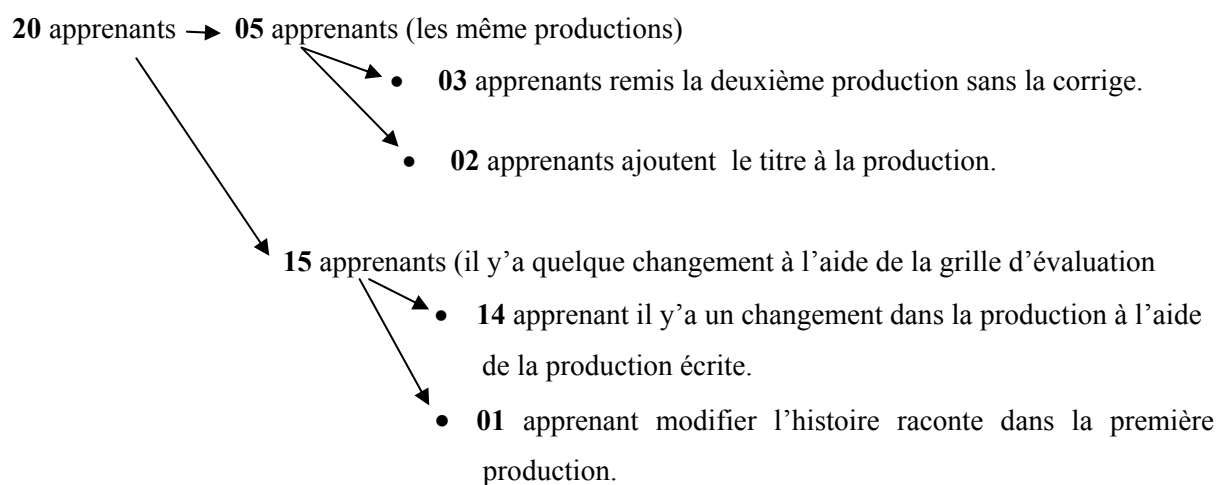 20 apprenants 05 apprenants (les même productions)
• 03 apprenants remis la deuxième production sans la corrige.
• 02 apprenants ajoutent le titre à la production.
15 apprenants (il y'a quelque changement à l'aide de la grille d'évaluation
• 14 apprenant il y'a un changement dans la production à l'aide
de la production écrite.
• 01 apprenant modifier l'histoire raconte dans la première
production.